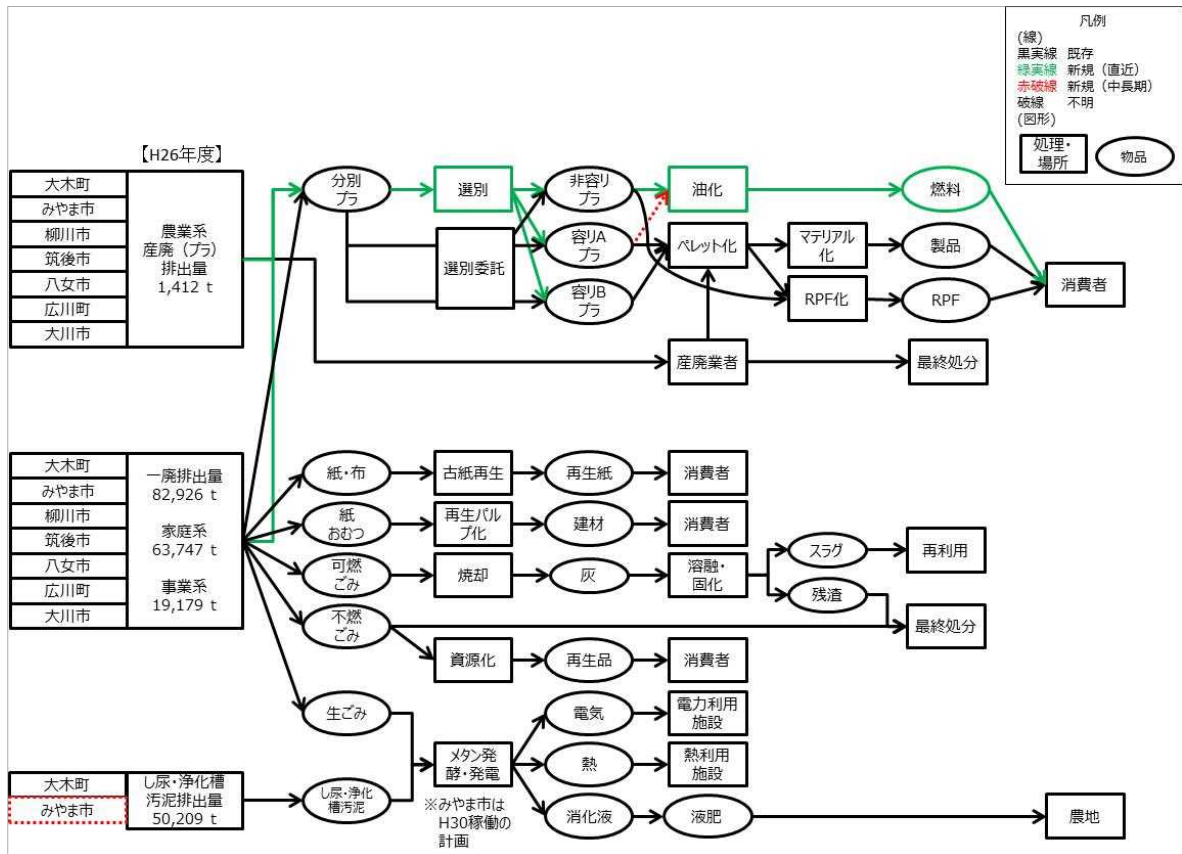 凡例
(線)
黒実線 既存
緑実線 新規（直近）
赤破線 新規（中長期）
破線 不明
(図形)
処理・
場所
物品
【H26年度】
大木町
みやま市
柳川市
筑後市
八女市
広川町
大川市
農業系
産廃（プラ）
排出量
1,412 t
分別
プラ
選別
選別委託
非容リ
プラ
容リA
プラ
容リB
プラ
油化
ペレット化
マテリアル
化
RPF化
燃料
製品
RPF
消費者
産廃業者
最終処分
大木町
みやま市
柳川市
筑後市
八女市
広川町
大川市
一廃排出量
82,926 t
家庭系
63,747 t
事業系
19,179 t
紙・布
古紙再生
再生紙
消費者
紙
おむつ
再生パル
プ化
建材
消費者
可燃
ごみ
焼却
灰
溶融・
固化
スラグ
再利用
残渣
最終処分
不燃
ごみ
資源化
再生品
消費者
生ごみ
メタン発
酵・発電
電気
電力利用
施設
熱
熱利用
施設
消化液
液肥
農地
大木町
みやま市
し尿・浄化槽
汚泥排出量
50,209 t
し尿・浄化
槽汚泥
※みやま市は
H30稼働の
計画